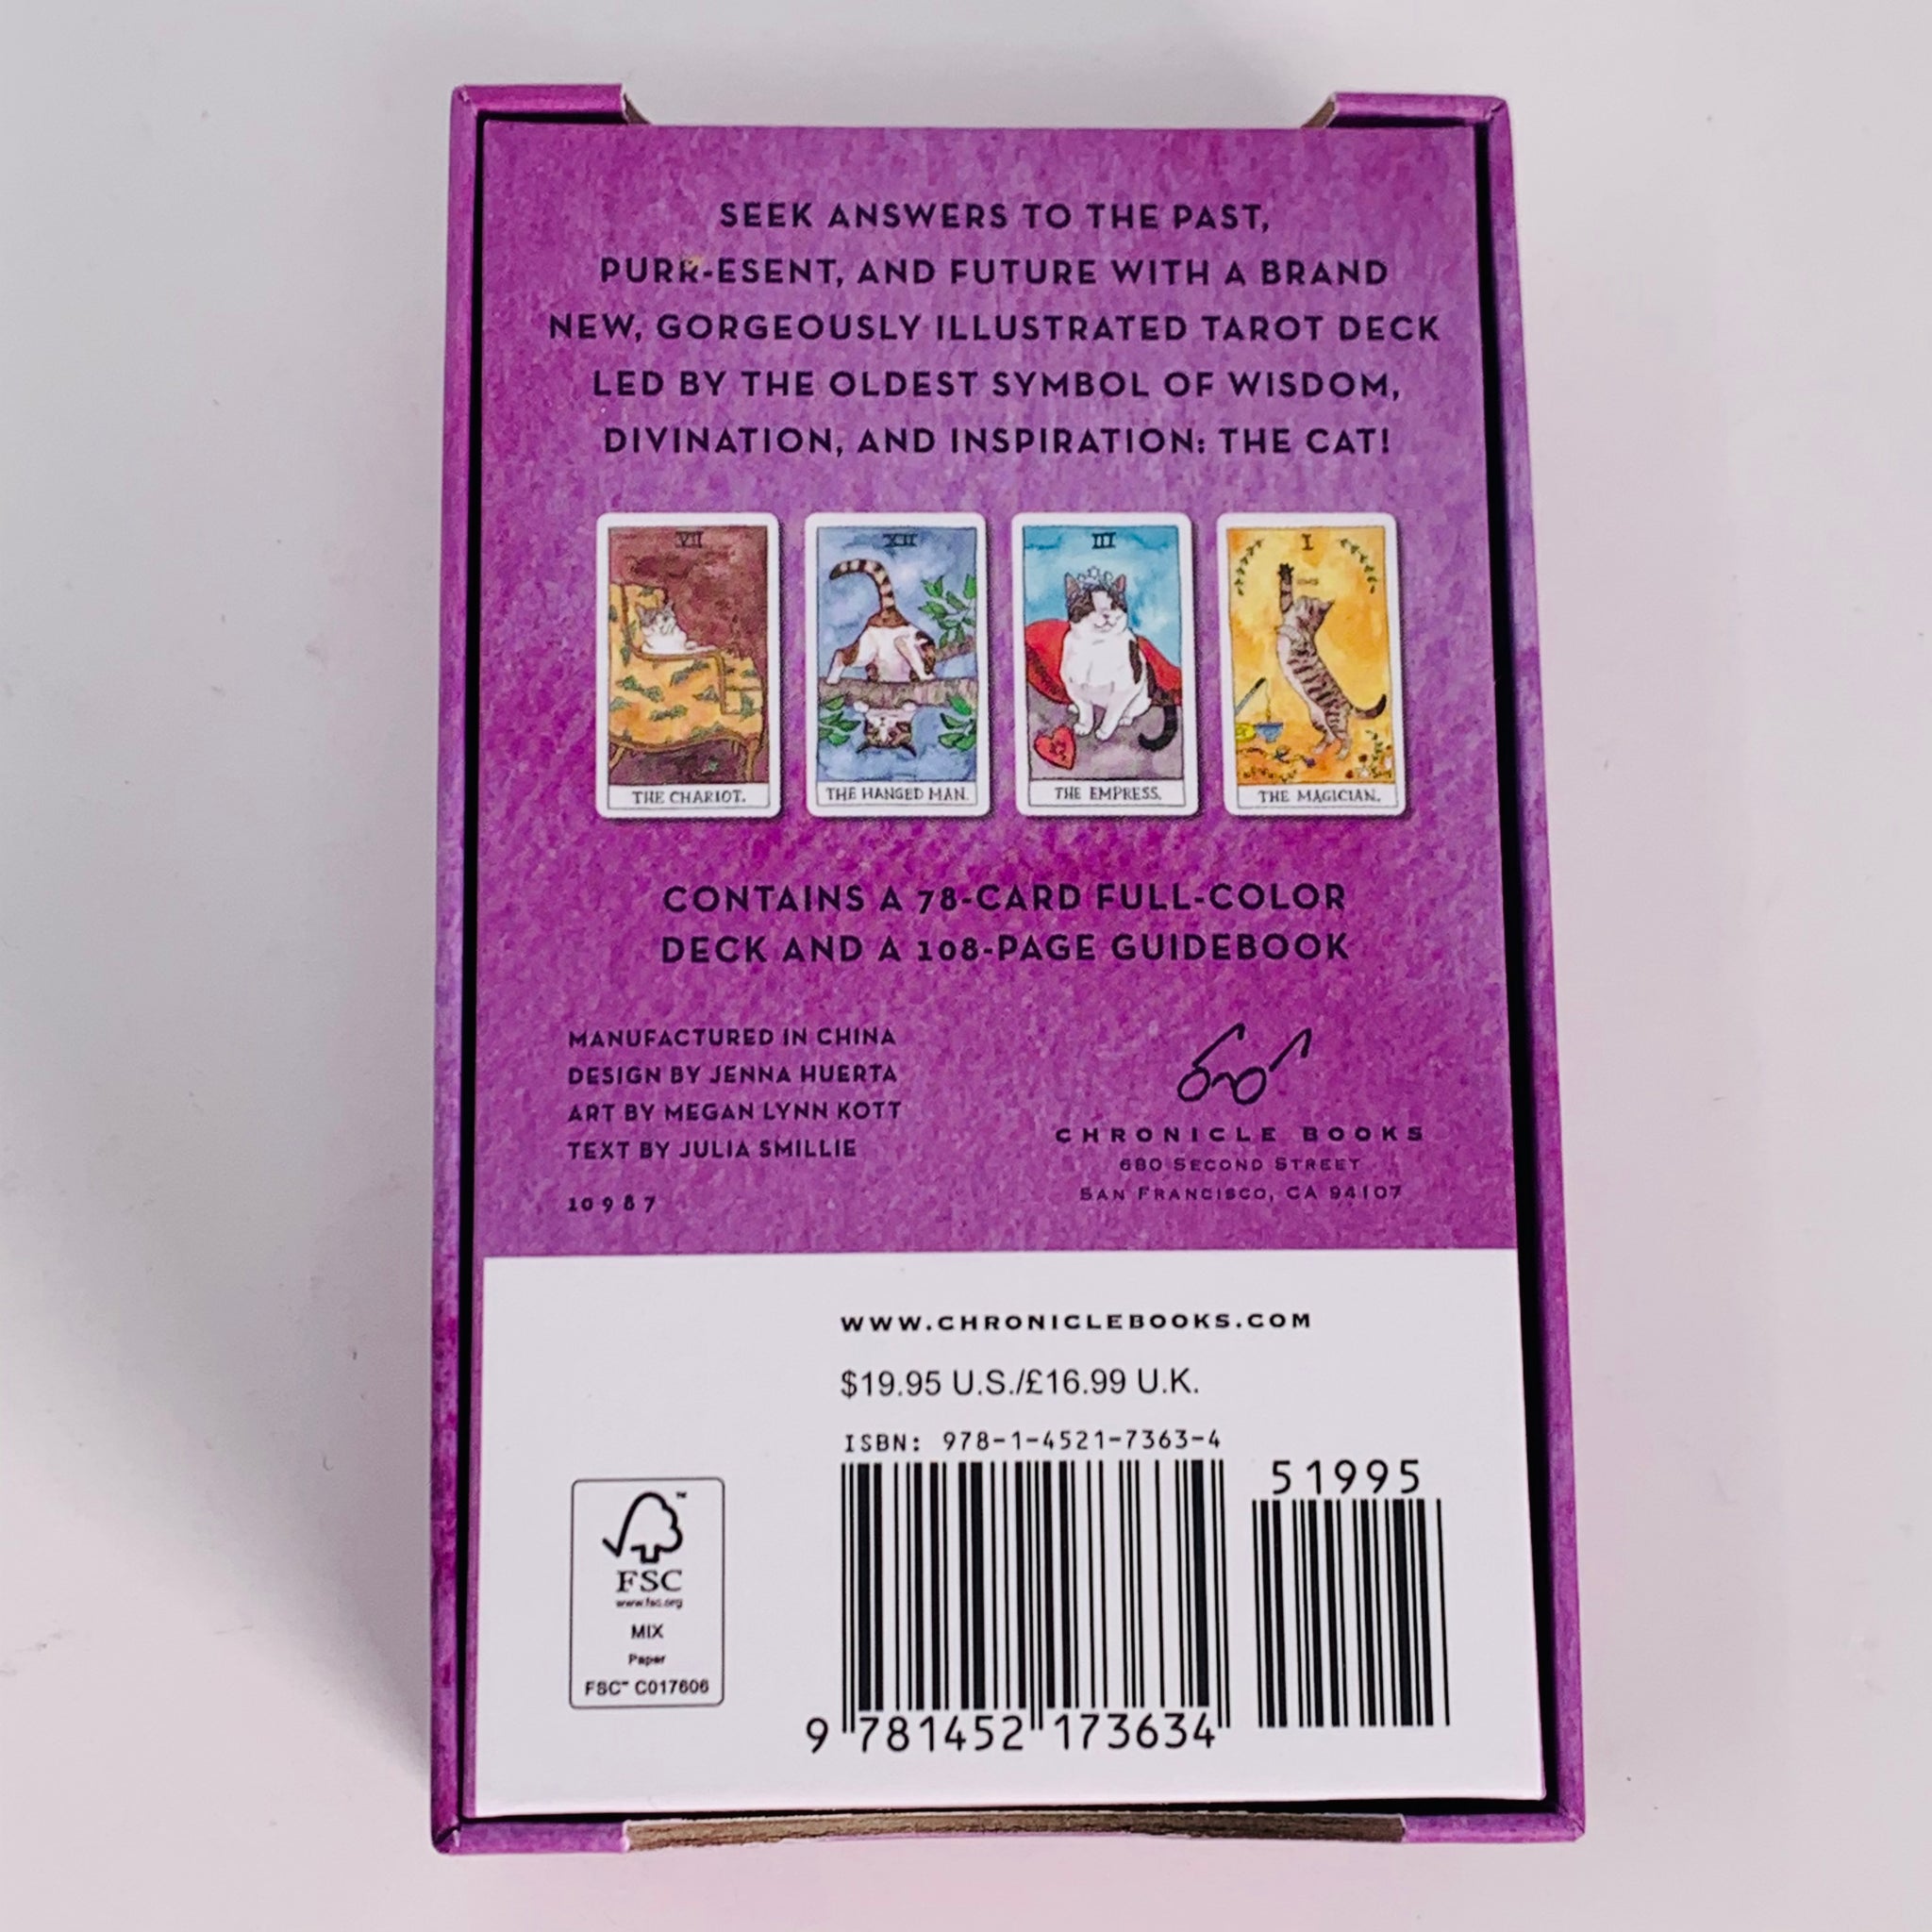 SEEK ANSWERS TO THE PAST,
PURR-ESENT, AND FUTURE WITH A BRAND
NEW, GORGEOUSLY ILLUSTRATED TAROT DECK
LED BY THE OLDEST SYMBOL OF WISDOM,
DIVINATION, AND INSPIRATION: THE CAT!
VII
THE CHARIOT.
XII
THE HANGED MAN.
III
THE EMPRESS.
I
THE MAGICIAN.
CONTAINS A 78-CARD FULL-COLOR
DECK AND A 108-PAGE GUIDEBOOK
MANUFACTURED IN CHINA
DESIGN BY JENNA HUERTA
ART BY MEGAN LYNN KOTT
TEXT BY JULIA SMILLIE
10 9 8 7
CHRONICLE BOOKS
680 SECOND STREET
SAN FRANCISCO, CA 94107
WWW.CHRONICLEBOOKS.COM
$19.95 U.S./£16.99 U.K.
ISBN: 978-1-4521-7363-4
51995
9 781452 173634
FSC
www.fsc.org
MIX
Paper
FSC™ C017606